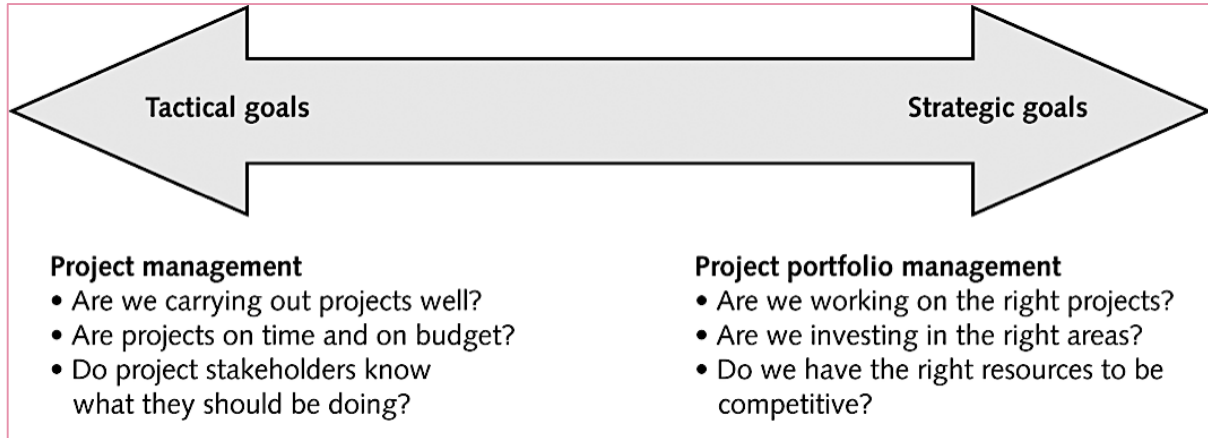 Tactical goals
Strategic goals
Project management
• Are we carrying out projects well?
• Are projects on time and on budget?
• Do project stakeholders know
what they should be doing?
Project portfolio management
• Are we working on the right projects?
• Are we investing in the right areas?
• Do we have the right resources to be
competitive?